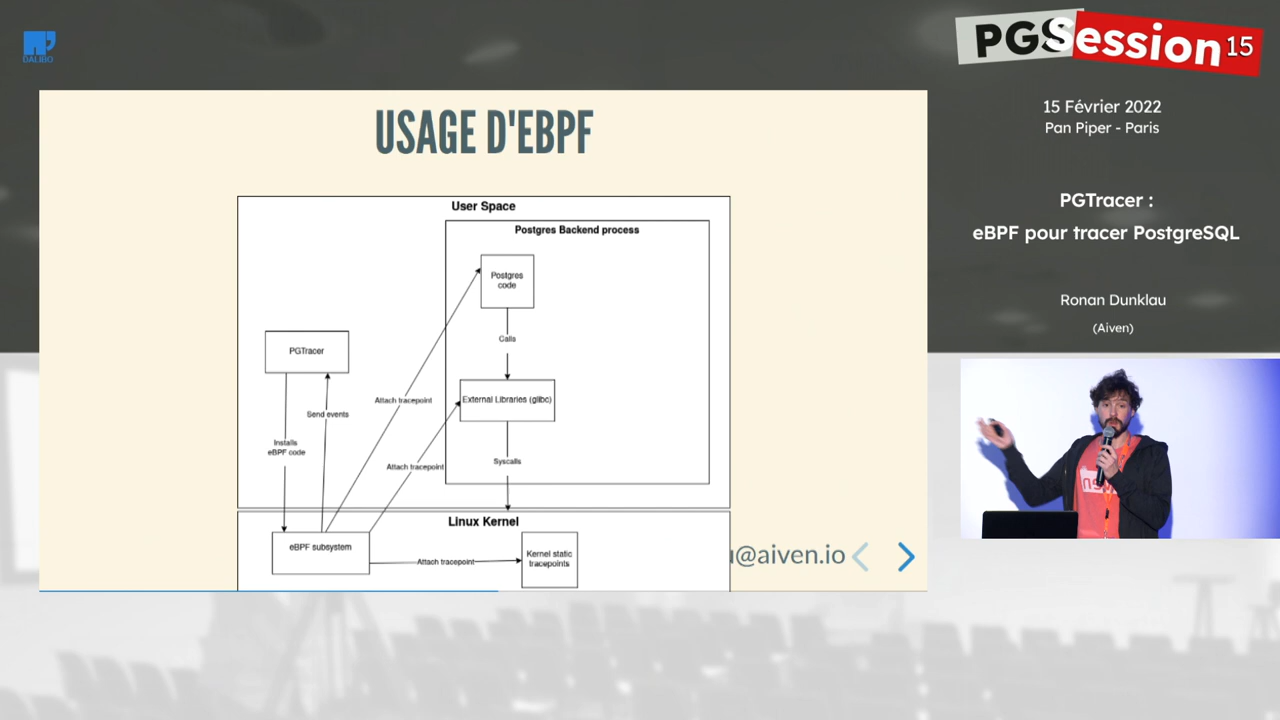 DALIBO
PGSession 15
15 Février 2022
Pan Piper - Paris
PGTracer :
eBPF pour tracer PostgreSQL
Ronan Dunklau
(Aiven)
USAGE D'EBPF
User Space
Postgres Backend process
Postgres
code
Calls
PGTracer
External Libraries (glibc)
Attach tracepoint
Send events
Installs
eBPF code
Attach tracepoint
Syscalls
Linux Kernel
eBPF subsystem
Attach tracepoint
Kernel static
tracepoints
@aiven.io